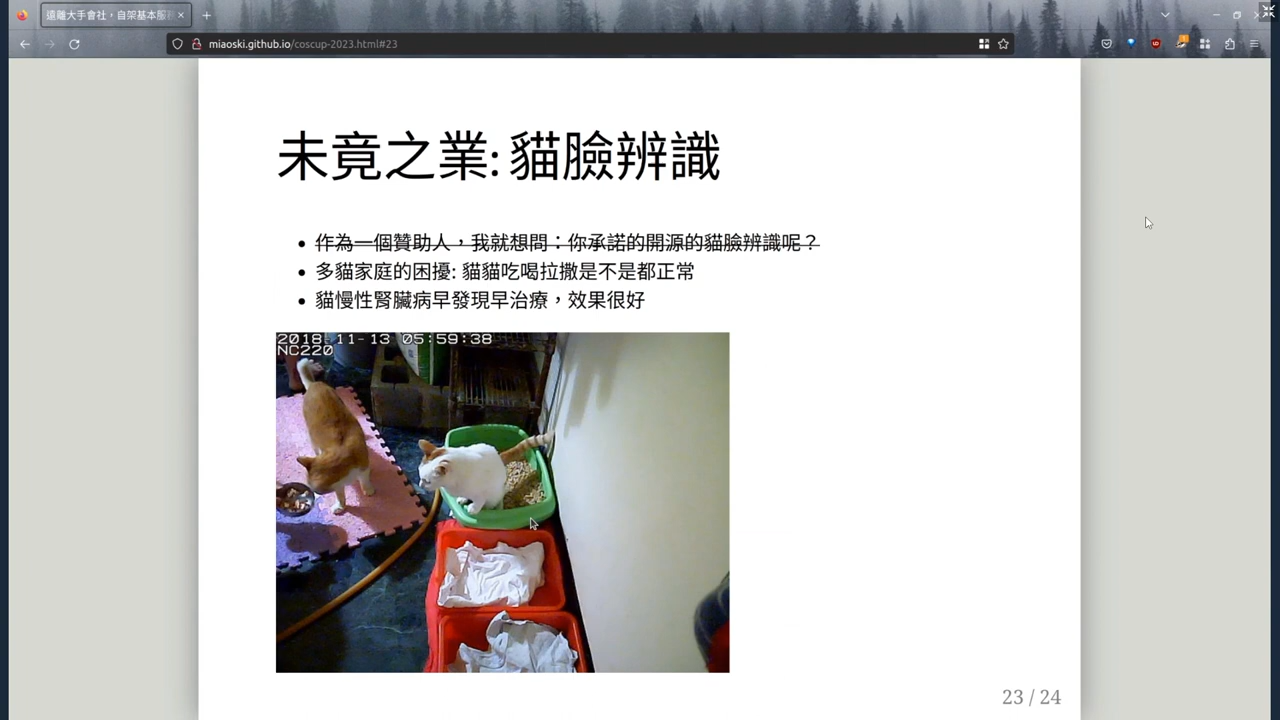 遠離大手會社，自架基本服務
miaoski.github.io/coscup-2023.html#23
未竟之業: 貓臉辨識
作為一個贊助人，我就想問：你承諾的開源的貓臉辨識呢？
多貓家庭的困擾: 貓貓吃喝拉撒是不是都正常
貓慢性腎臟病早發現早治療，效果很好
2018-11-13 05:59:38
NC220
23 / 24